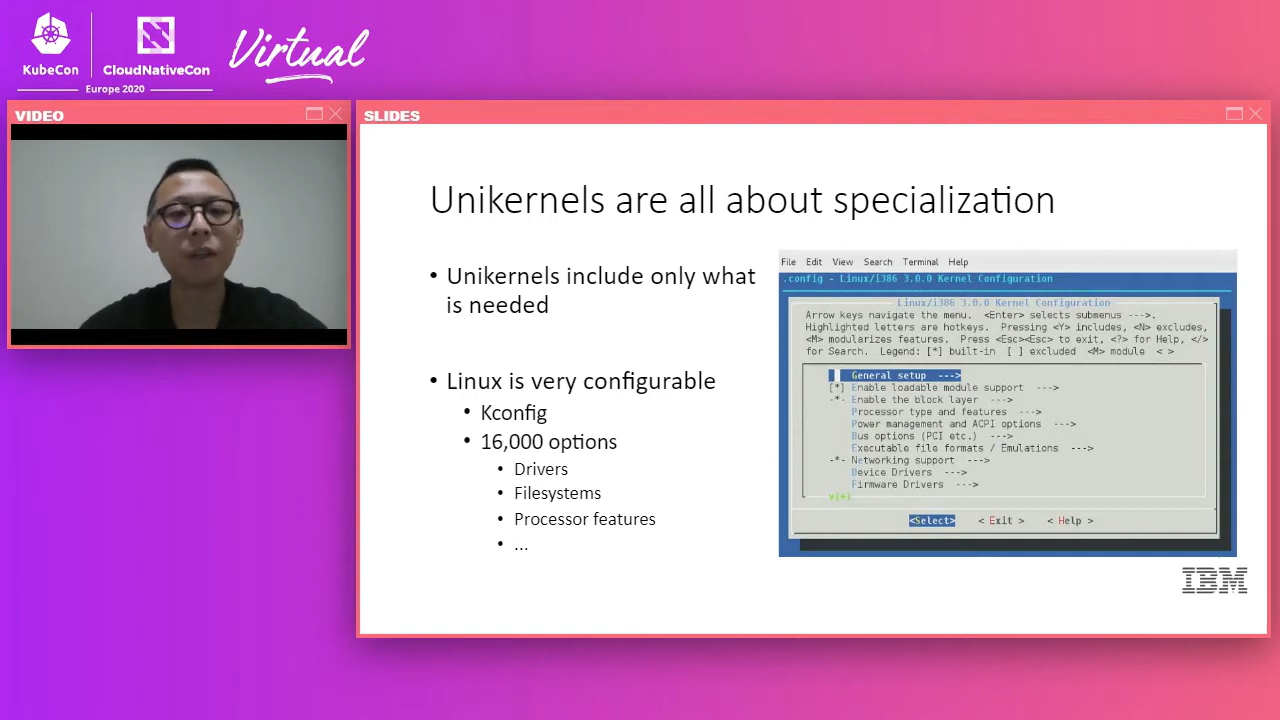 KubeCon
CloudNativeCon
Europe 2020
Virtual
VIDEO
SLIDES
Unikernels are all about specialization
• Unikernels include only what
is needed
• Linux is very configurable
• Kconfig
• 16,000 options
• Drivers
• Filesystems
• Processor features
• ...
File Edit View Search Terminal Help
.config - Linux/i386 3.0.0 Kernel Configuration
Linux/i386 3.0.0 Kernel Configuration
Arrow keys navigate the menu. <Enter> selects submenus --->.
Highlighted letters are hotkeys. Pressing <Y> includes, <N> excludes,
<M> modularizes features. Press <Esc><Esc> to exit, <?> for Help, </>
for Search. Legend: [*] built-in [ ] excluded <M> module < >
General setup --->
[*] Enable loadable module support --->
-*- Enable the block layer --->
Processor type and features --->
Power management and ACPI options --->
Bus options (PCI etc.) --->
Executable file formats / Emulations --->
-*- Networking support --->
Device Drivers --->
Firmware Drivers --->
v(+)
<Select> < Exit > < Help >
IBM